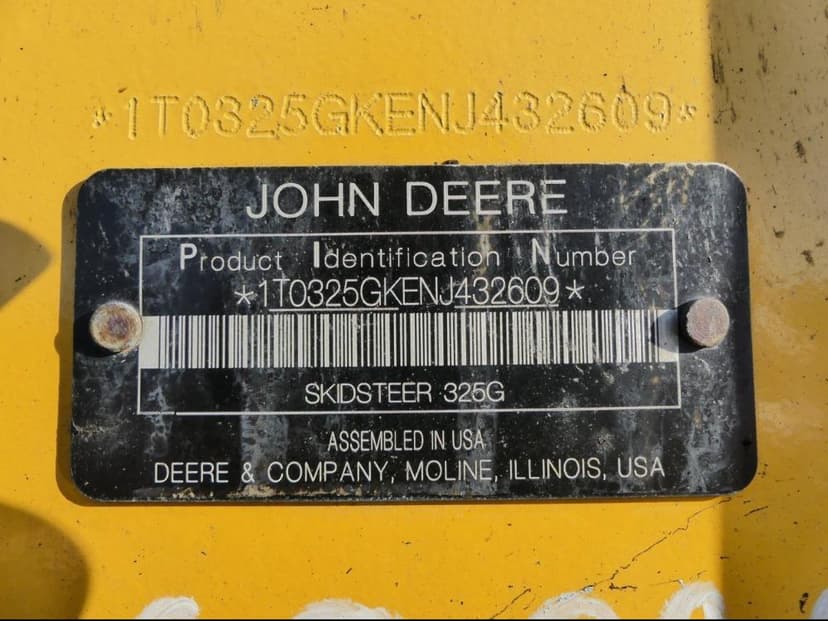 *1T0325GKENJ432609*
JOHN DEERE
Product Identification Number
*1T0325GKENJ432609*
SKIDSTEER 325G
ASSEMBLED IN USA
DEERE & COMPANY, MOLINE, ILLINOIS, USA